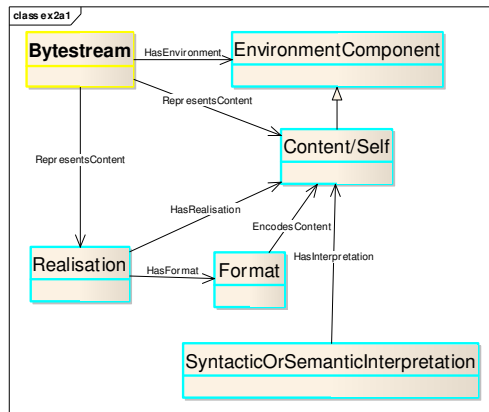 class ex2a1
Bytestream
HasEnvironment
EnvironmentComponent
RepresentsContent
Content/Self
RepresentsContent
HasRealisation
EncodesContent
HasInterpretation
Realisation
HasFormat
Format
SyntacticOrSemanticInterpretation